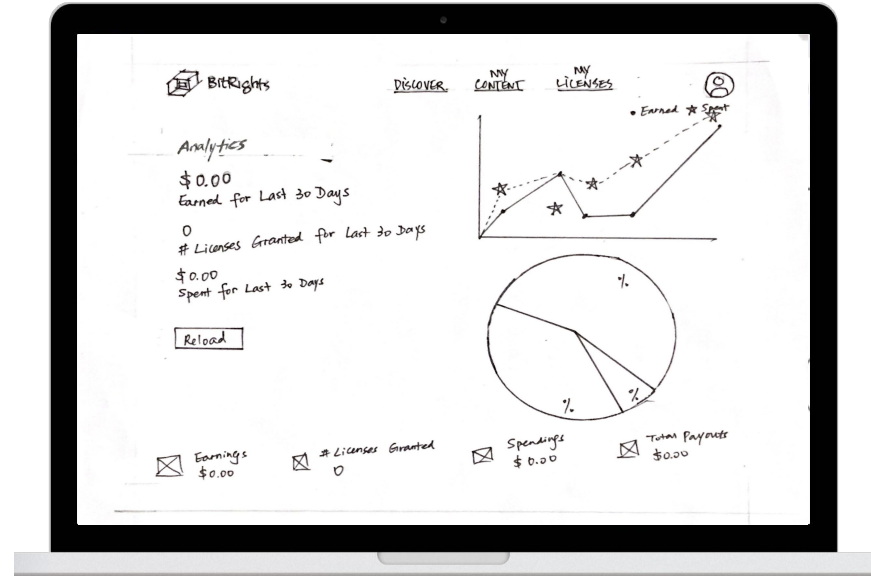 BitRights
DISCOVER
MY
CONTENT
MY
LICENSES
Earned
Spent
Analytics
$0.00
Earned for Last 30 Days
0
# Licenses Granted for Last 30 Days
$0.00
Spent for Last 30 Days
Reload
%
%
%
Earnings
$0.00
# Licenses Granted
0
Spendings
$0.00
Total Payouts
$0.00